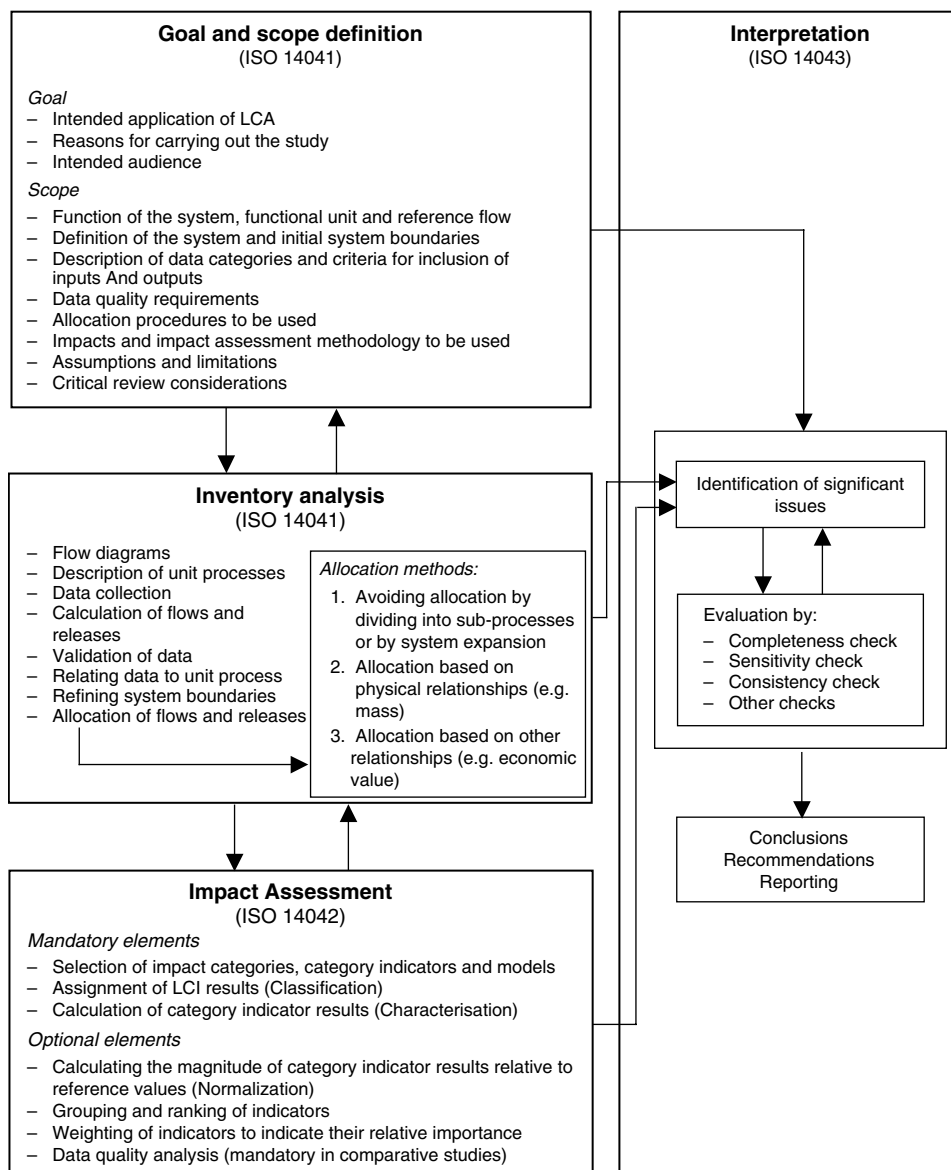 Goal and scope definition
(ISO 14041)
Goal
– Intended application of LCA
– Reasons for carrying out the study
– Intended audience
Scope
– Function of the system, functional unit and reference flow
– Definition of the system and initial system boundaries
– Description of data categories and criteria for inclusion of
inputs And outputs
– Data quality requirements
– Allocation procedures to be used
– Impacts and impact assessment methodology to be used
– Assumptions and limitations
– Critical review considerations
Inventory analysis
(ISO 14041)
– Flow diagrams
– Description of unit processes
– Data collection
– Calculation of flows and
releases
– Validation of data
– Relating data to unit process
– Refining system boundaries
– Allocation of flows and releases
Allocation methods:
1. Avoiding allocation by
dividing into sub-processes
or by system expansion
2. Allocation based on
physical relationships (e.g.
mass)
3. Allocation based on other
relationships (e.g. economic
value)
Impact Assessment
(ISO 14042)
Mandatory elements
– Selection of impact categories, category indicators and models
– Assignment of LCI results (Classification)
– Calculation of category indicator results (Characterisation)
Optional elements
– Calculating the magnitude of category indicator results relative to
reference values (Normalization)
– Grouping and ranking of indicators
– Weighting of indicators to indicate their relative importance
– Data quality analysis (mandatory in comparative studies)
Interpretation
(ISO 14043)
Identification of significant
issues
Evaluation by:
– Completeness check
– Sensitivity check
– Consistency check
– Other checks
Conclusions
Recommendations
Reporting